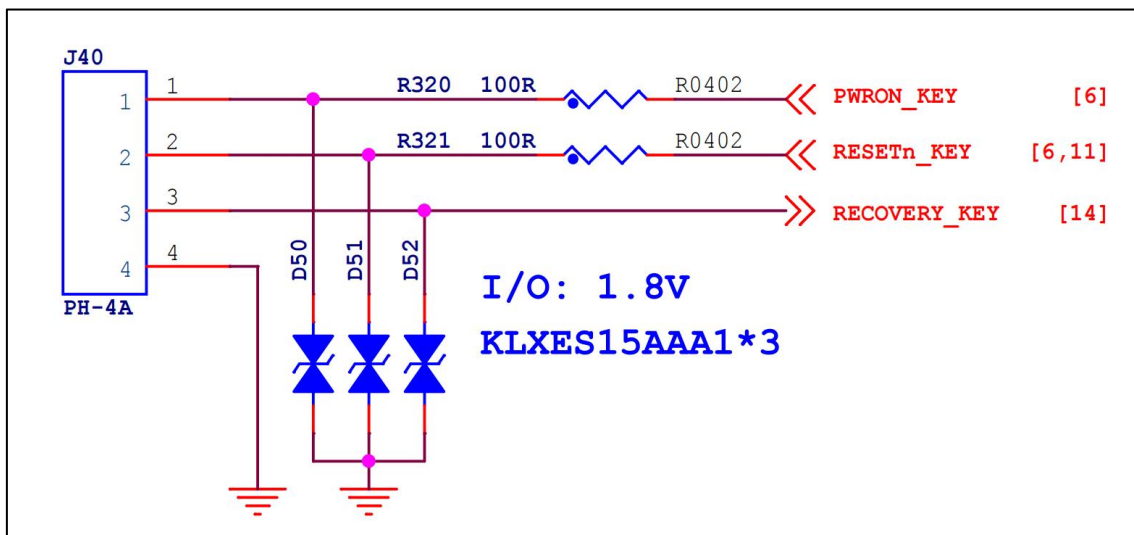 J40
1 1 R320 100R R0402 PWRON_KEY [6]
2 2 R321 100R R0402 RESETn_KEY [6,11]
3 3 RECOVERY_KEY [14]
4 4
PH-4A
D50 D51 D52
I/O: 1.8V
KLXES15AAA1*3